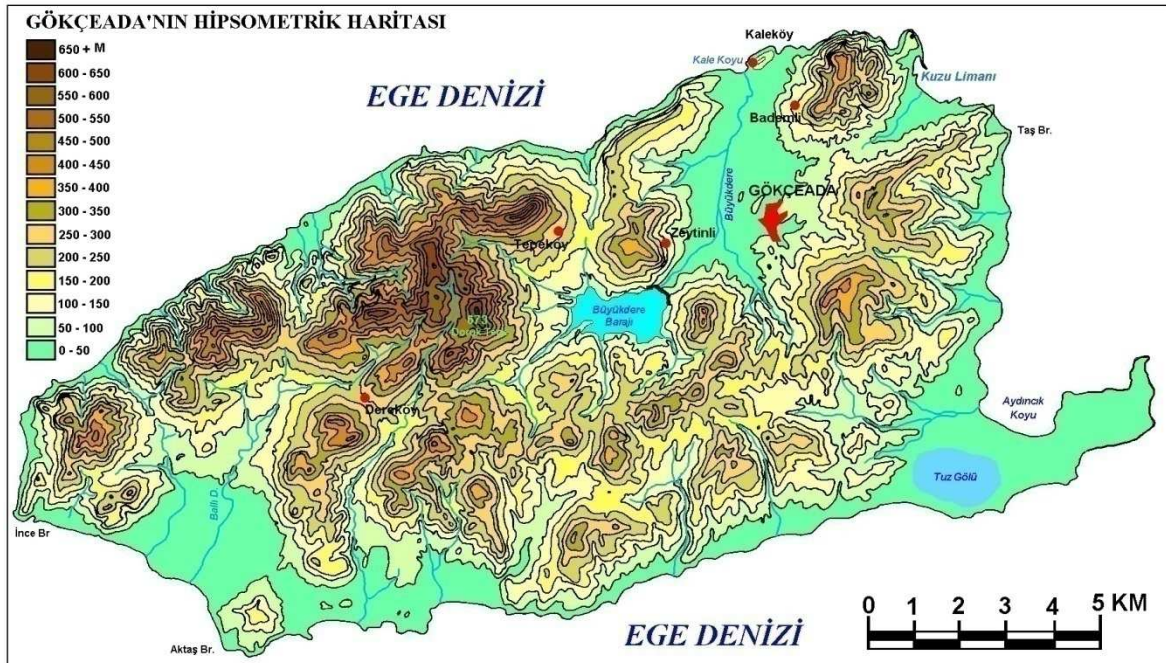 GÖKÇEADA'NIN HİPSOMETRİK HARİTASI
650 + M
600 - 650
550 - 600
500 - 550
450 - 500
400 - 450
350 - 400
300 - 350
250 - 300
200 - 250
150 - 200
100 - 150
50 - 100
0 - 50
EGE DENİZİ
Kaleköy
Kale Koyu
Kuzu Limanı
Bademli
Taş Br.
Büyükdere
GÖKÇEADA
Tepeköy
Zeytinli
Büyükdere
Barajı
673
Dereköy
Aydıncık
Koyu
Tuz Gölü
Ballı D.
İnce Br
Aktaş Br.
EGE DENİZİ
0 1 2 3 4 5 KM